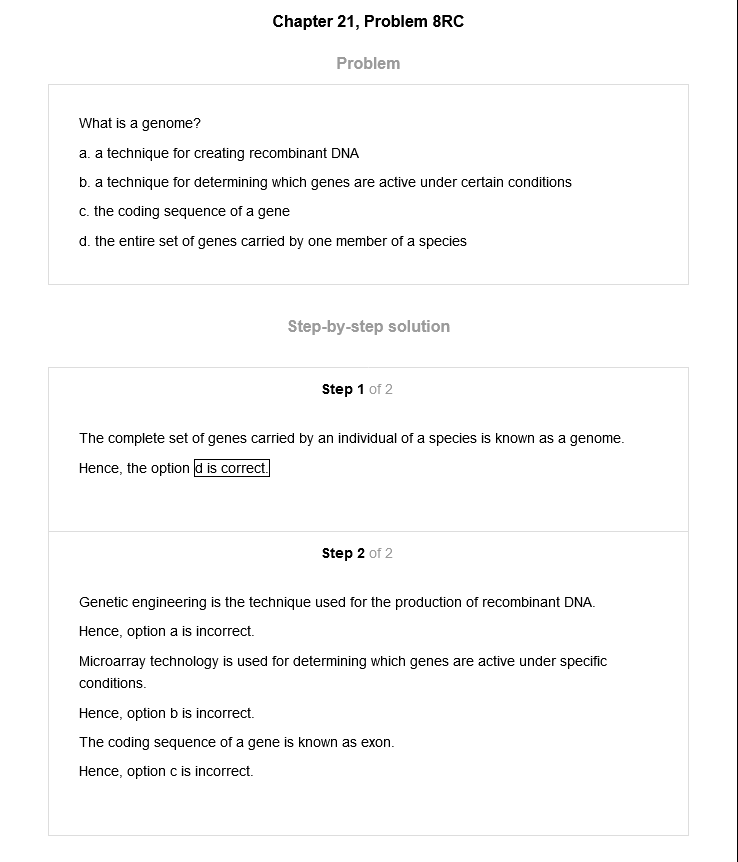 Chapter 21, Problem 8RC
Problem
What is a genome?
a. a technique for creating recombinant DNA
b. a technique for determining which genes are active under certain conditions
c. the coding sequence of a gene
d. the entire set of genes carried by one member of a species
Step-by-step solution
Step 1 of 2
The complete set of genes carried by an individual of a species is known as a genome.
Hence, the option d is correct.
Step 2 of 2
Genetic engineering is the technique used for the production of recombinant DNA.
Hence, option a is incorrect.
Microarray technology is used for determining which genes are active under specific
conditions.
Hence, option b is incorrect.
The coding sequence of a gene is known as exon.
Hence, option c is incorrect.